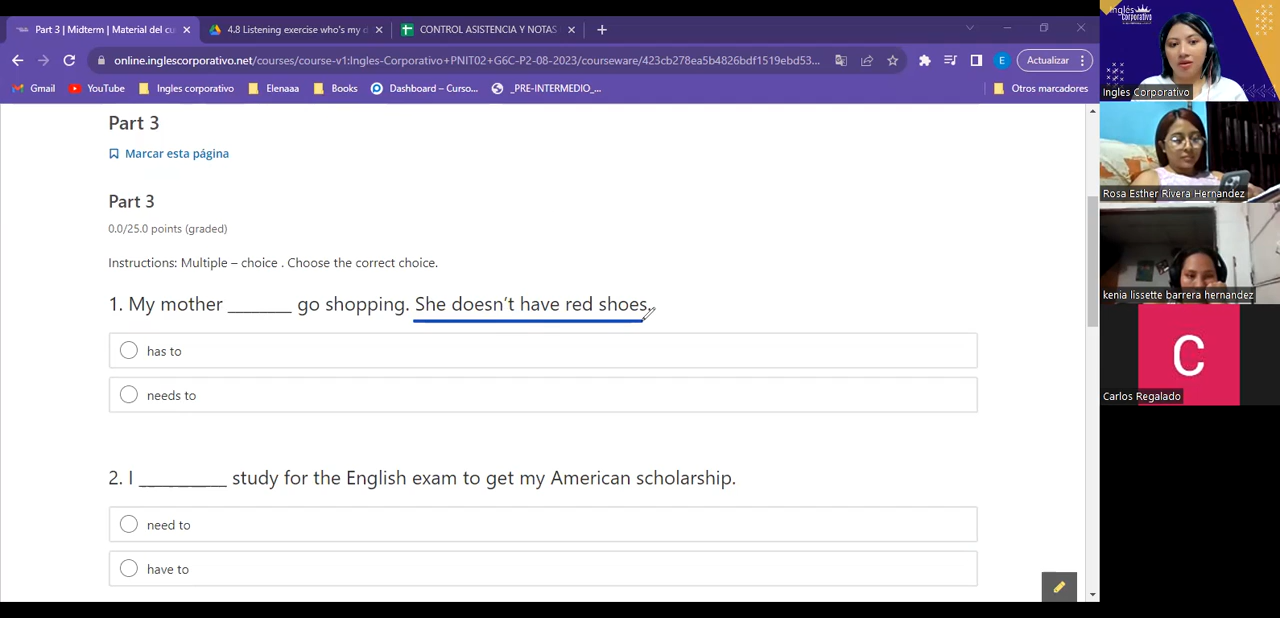 Part 3 | Midterm | Material del cu
4.8 Listening exercise who's my d
CONTROL ASISTENCIA Y NOTAS
online.inglescorporativo.net/courses/course-v1:Ingles-Corporativo+PNIT02+G6C-P2-08-2023/courseware/423cb278ea5b4826bdf1519ebd53...
E
Actualizar
Gmail
YouTube
Ingles corporativo
Elenaaa
Books
Dashboard – Curso...
_PRE-INTERMEDIO_...
Otros marcadores
Part 3
Marcar esta página
Part 3
0.0/25.0 points (graded)
Instructions: Multiple – choice . Choose the correct choice.
1. My mother _______ go shopping. She doesn't have red shoes.
has to
needs to
2. I _________ study for the English exam to get my American scholarship.
need to
have to
Inglés
corporativo
Ingles Corporativo
Rosa Esther Rivera Hernandez
kenia lissette barrera hernandez
C
Carlos Regalado